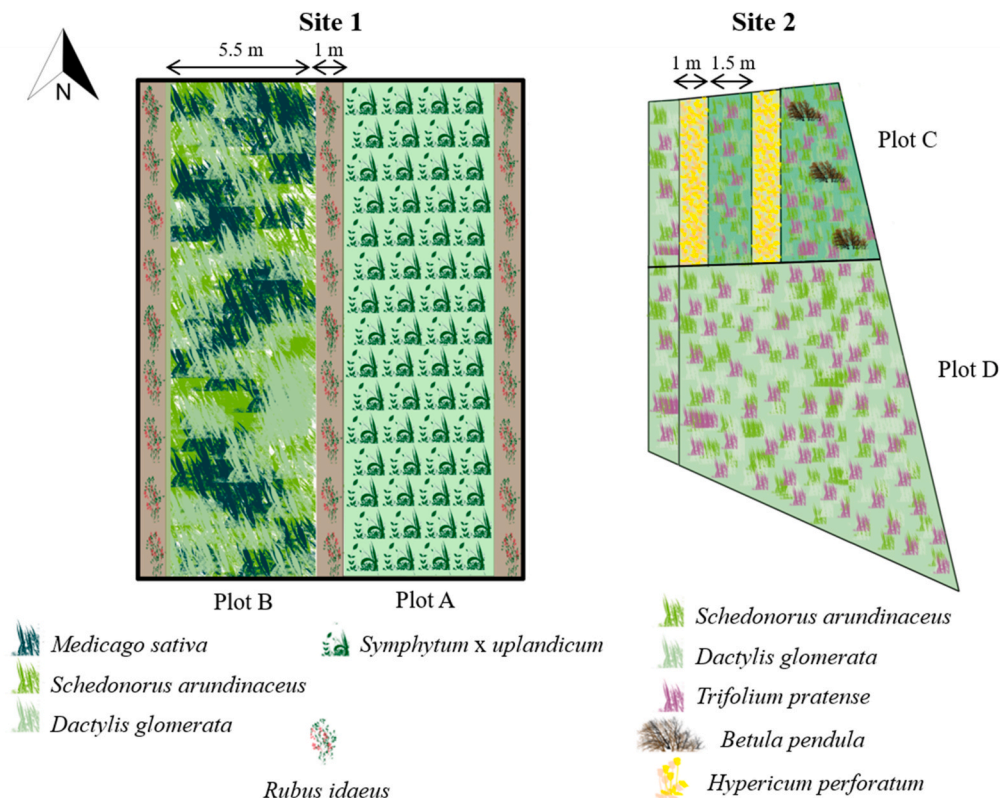 Site 1
Site 2
5.5 m
1 m
1 m
1.5 m
N
Plot C
Plot D
Plot B
Plot A
Medicago sativa
Symphytum x uplandicum
Schedonorus arundinaceus
Dactylis glomerata
Rubus idaeus
Schedonorus arundinaceus
Dactylis glomerata
Trifolium pratense
Betula pendula
Hypericum perforatum